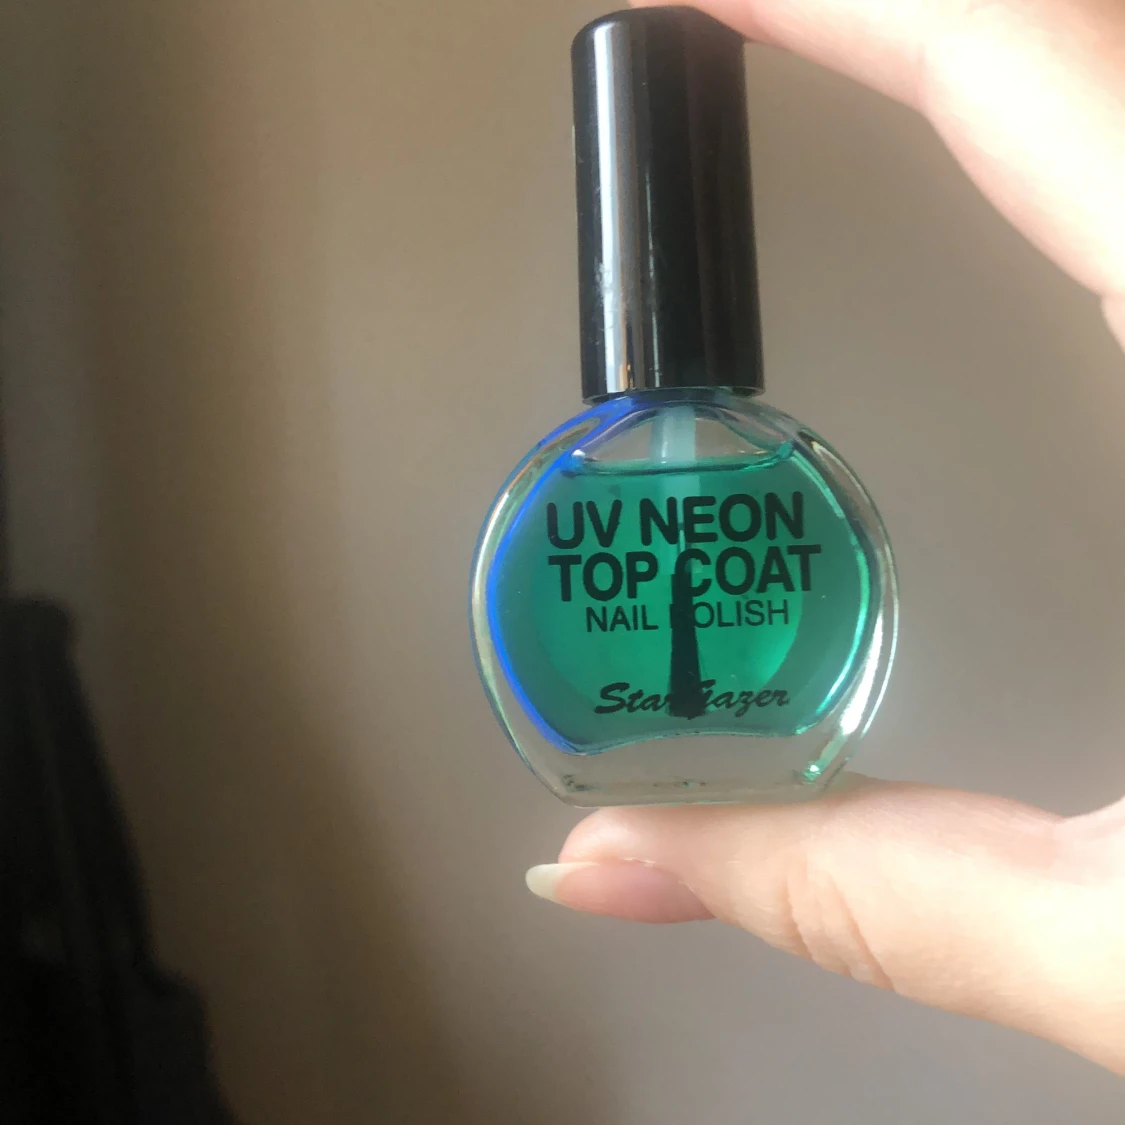 UV NEON
TOP COAT
NAIL POLISH
StarGazer